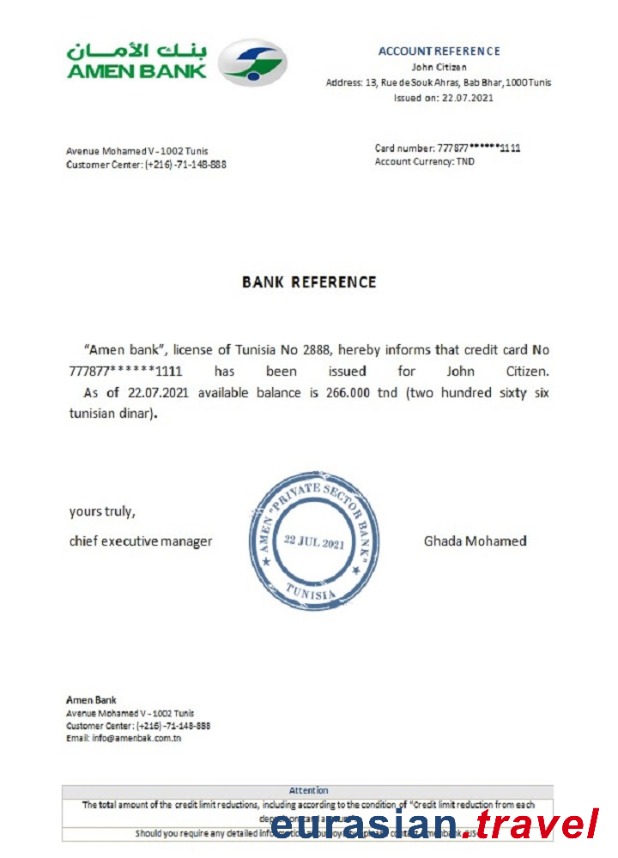 بنك الأمان
AMEN BANK
ACCOUNT REFERENCE
John Citizen
Address: 13, Rue de Souk Ahras, Bab Bhar, 1000 Tunis
Issued on: 22.07.2021
Avenue Mohamed V - 1002 Tunis
Customer Center: (+216) -71-148-888
Card number: 777877******1111
Account Currency: TND
BANK REFERENCE
“Amen bank”, license of Tunisia No 2888, hereby informs that credit card No
777877******1111 has been issued for John Citizen.
As of 22.07.2021 available balance is 266.000 tnd (two hundred sixty six
tunisian dinar).
yours truly,
chief executive manager
AMEN "PRIVATE SECTOR BANK"
22 JUL 2021
TUNISIA
Ghada Mohamed
Amen Bank
Avenue Mohamed V - 1002 Tunis
Customer Center: (+216) -71-148-888
Email: info@amenbak.com.tn
Attention
The total amount of the credit limit reductions, including according to the condition of "Credit limit reduction from each
Should you require any detailed
eurasian travel